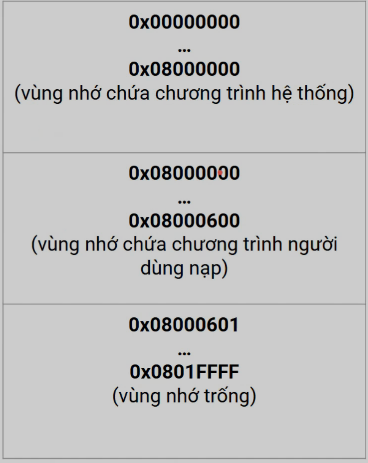 0x00000000
...
0x08000000
(vùng nhớ chứa chương trình hệ thống)
0x08000000
...
0x08000600
(vùng nhớ chứa chương trình người
dùng nạp)
0x08000601
...
0x0801FFFF
(vùng nhớ trống)